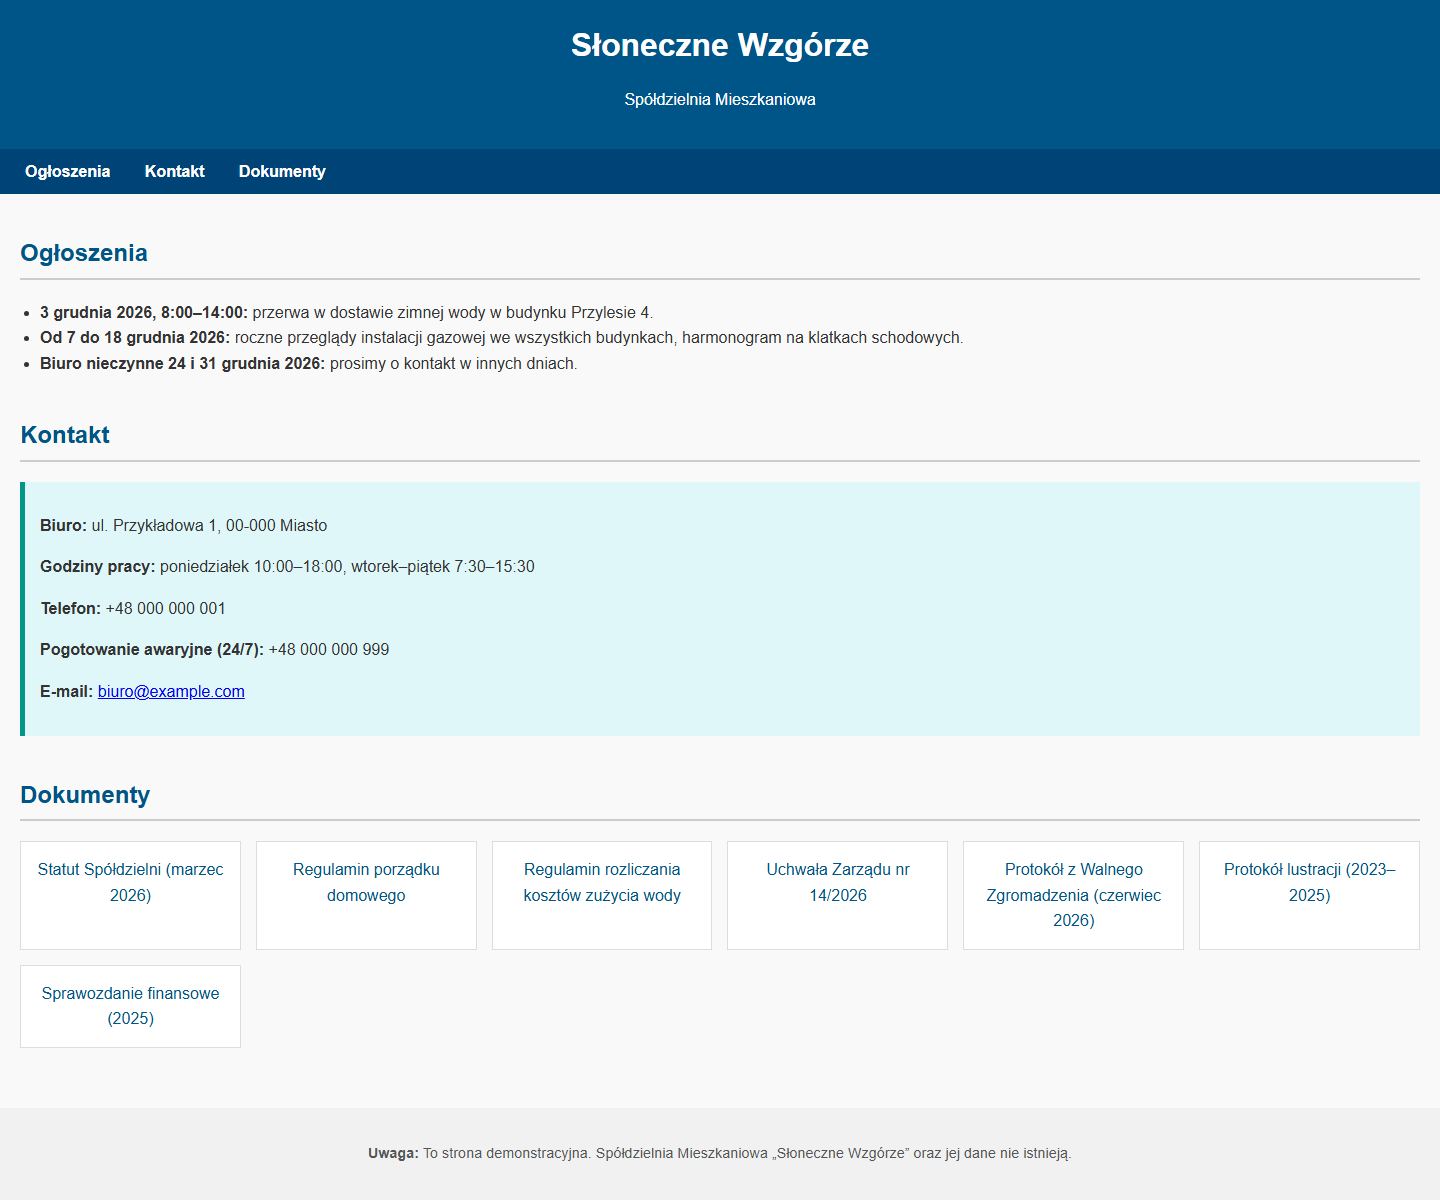 Słoneczne Wzgórze
Spółdzielnia Mieszkaniowa
Ogłoszenia Kontakt Dokumenty
Ogłoszenia
3 grudnia 2026, 8:00–14:00: przerwa w dostawie zimnej wody w budynku Przylesie 4.
Od 7 do 18 grudnia 2026: roczne przeglądy instalacji gazowej we wszystkich budynkach, harmonogram na klatkach schodowych.
Biuro nieczynne 24 i 31 grudnia 2026: prosimy o kontakt w innych dniach.
Kontakt
Biuro: ul. Przykładowa 1, 00-000 Miasto
Godziny pracy: poniedziałek 10:00–18:00, wtorek–piątek 7:30–15:30
Telefon: +48 000 000 001
Pogotowanie awaryjne (24/7): +48 000 000 999
E-mail: biuro@example.com
Dokumenty
Statut Spółdzielni (marzec
2026)
Regulamin porządku
domowego
Regulamin rozliczania
kosztów zużycia wody
Uchwała Zarządu nr
14/2026
Protokół z Walnego
Zgromadzenia (czerwiec
2026)
Protokół lustracji (2023–
2025)
Sprawozdanie finansowe
(2025)
Uwaga: To strona demonstracyjna. Spółdzielnia Mieszkaniowa „Słoneczne Wzgórze” oraz jej dane nie istnieją.